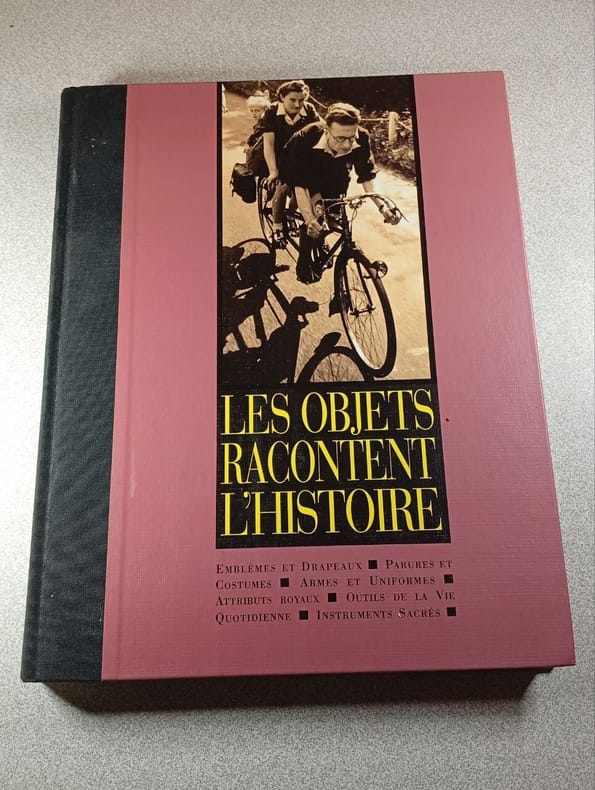 LES OBJETS
RACONTENT
L'HISTOIRE
EMBLÈMES ET DRAPEAUX ■ PARURES ET
COSTUMES ■ ARMES ET UNIFORMES ■
ATTRIBUTS ROYAUX ■ OUTILS DE LA VIE
QUOTIDIENNE ■ INSTRUMENTS SACRÉS ■